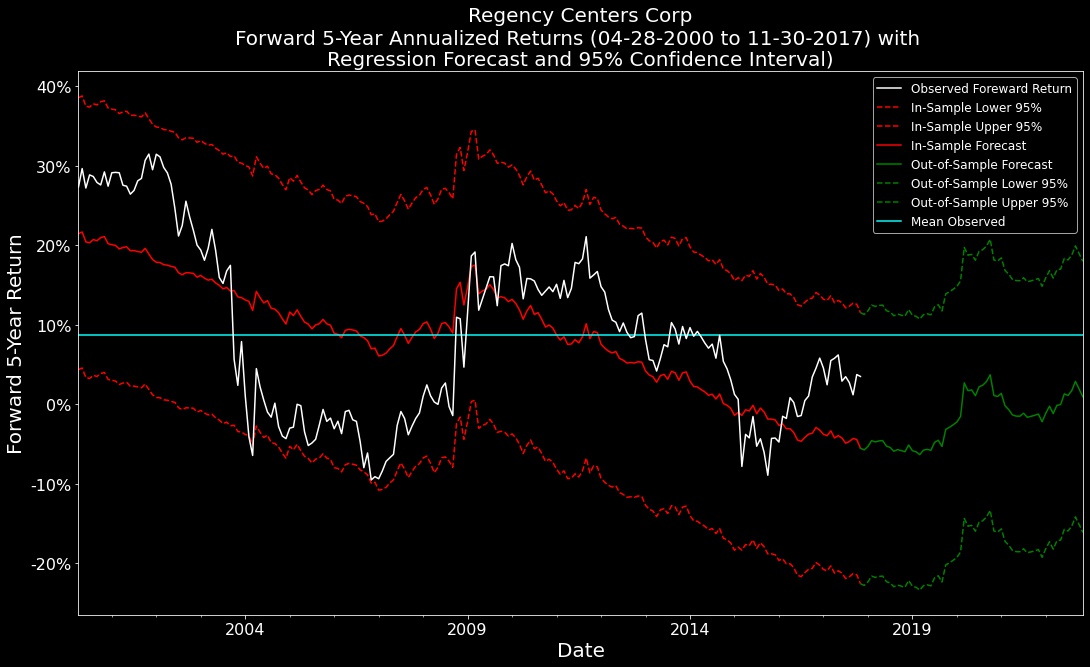 Regency Centers Corp
Forward 5-Year Annualized Returns (04-28-2000 to 11-30-2017) with
Regression Forecast and 95% Confidence Interval)
Observed Foreward Return
In-Sample Lower 95%
In-Sample Upper 95%
In-Sample Forecast
Out-of-Sample Forecast
Out-of-Sample Lower 95%
Out-of-Sample Upper 95%
Mean Observed
Forward 5-Year Return
40%
30%
20%
10%
0%
-10%
-20%
2004
2009
2014
2019
Date